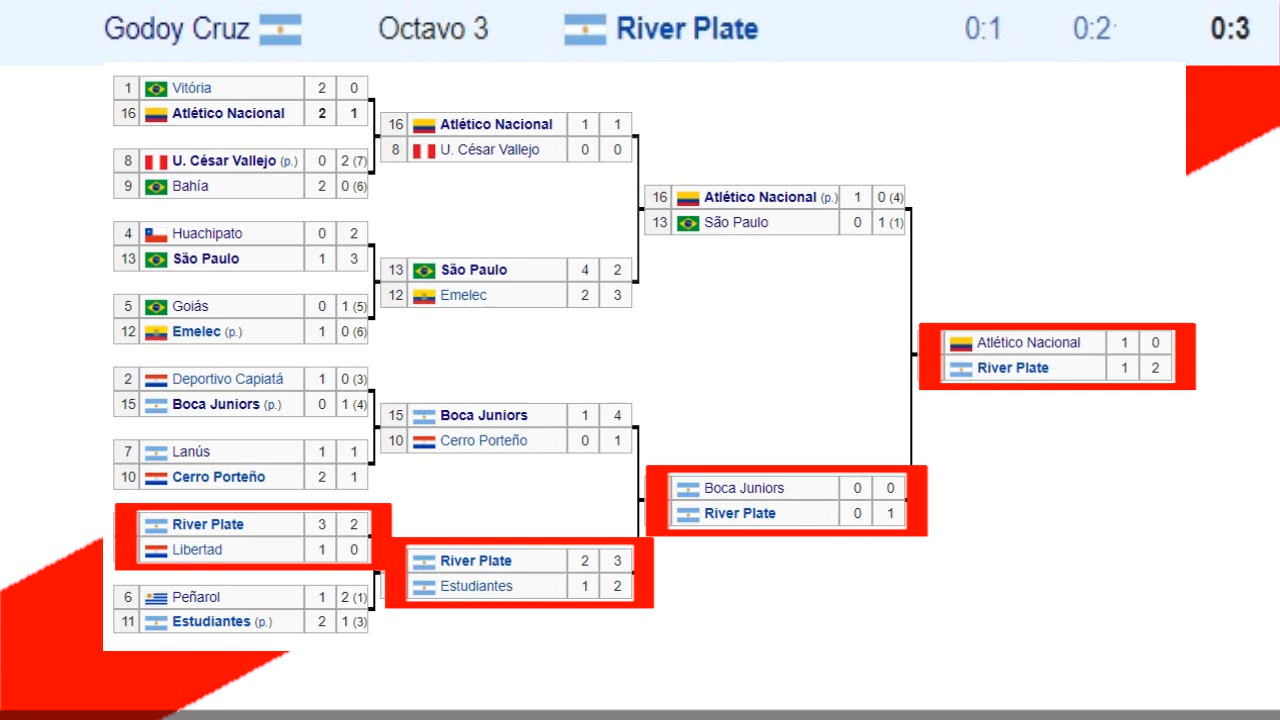 Godoy Cruz Octavo 3 River Plate 0:1 0:2 0:3
1 Vitória 2 0
16 Atlético Nacional 2 1
16 Atlético Nacional 1 1
8 U. César Vallejo 0 0
8 U. César Vallejo (p.) 0 2 (7)
9 Bahía 2 0 (6)
16 Atlético Nacional (p.) 1 0 (4)
13 São Paulo 0 1 (1)
4 Huachipato 0 2
13 São Paulo 1 3
13 São Paulo 4 2
12 Emelec 2 3
5 Goiás 0 1 (5)
12 Emelec (p.) 1 0 (6)
Atlético Nacional 1 0
River Plate 1 2
2 Deportivo Capiatá 1 0 (3)
15 Boca Juniors (p.) 0 1 (4)
15 Boca Juniors 1 4
10 Cerro Porteño 0 1
7 Lanús 1 1
10 Cerro Porteño 2 1
Boca Juniors 0 0
River Plate 0 1
River Plate 3 2
Libertad 1 0
River Plate 2 3
Estudiantes 1 2
6 Peñarol 1 2 (1)
11 Estudiantes (p.) 2 1 (3)